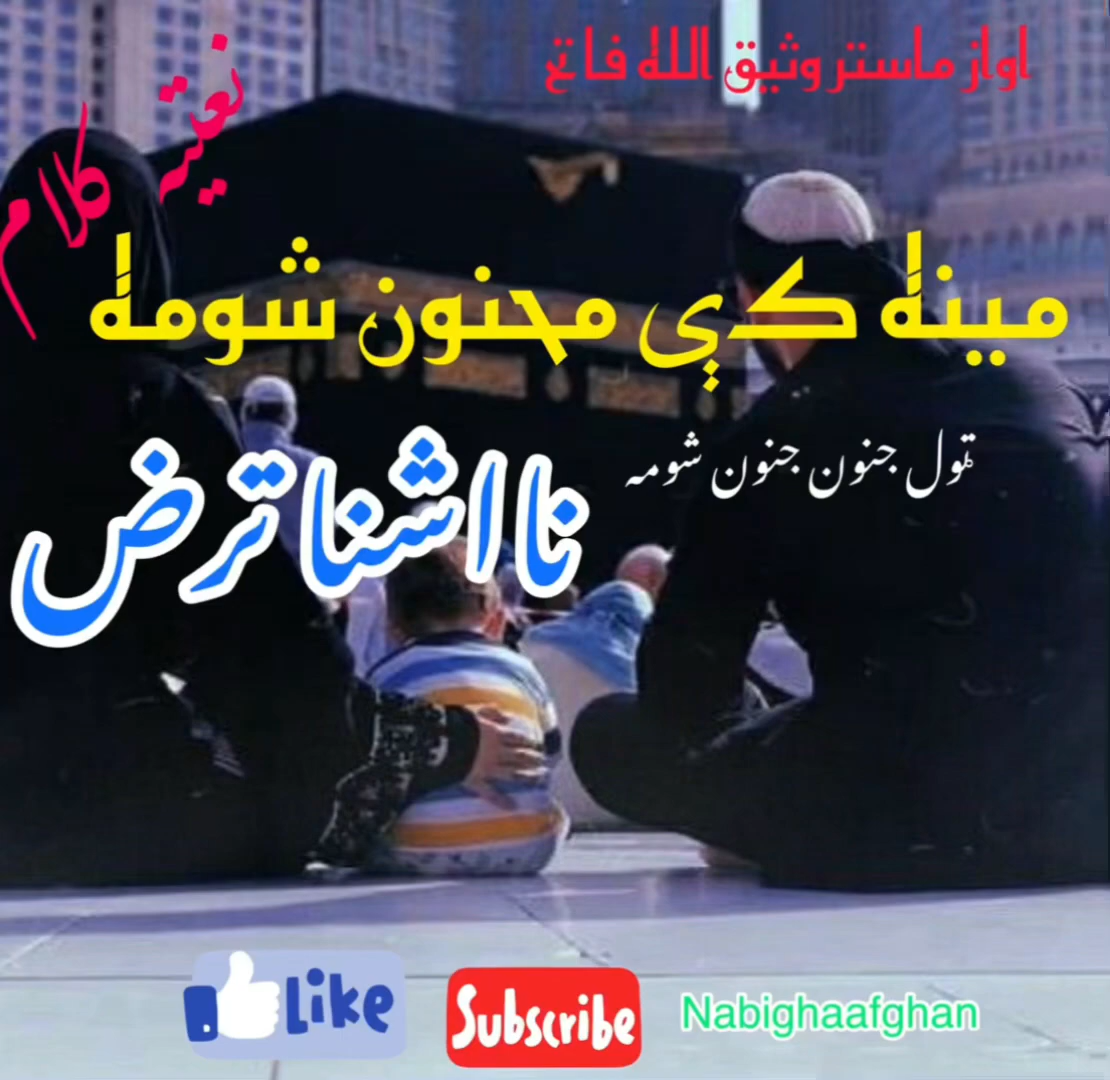 اواز ماستر وثیق الله فاتح
نعتیه کلام
مینه کې مجنون شومه
ټول جنون جنون شومه
نا اشنا ترض
Like
Subscribe
Nabighaafghan